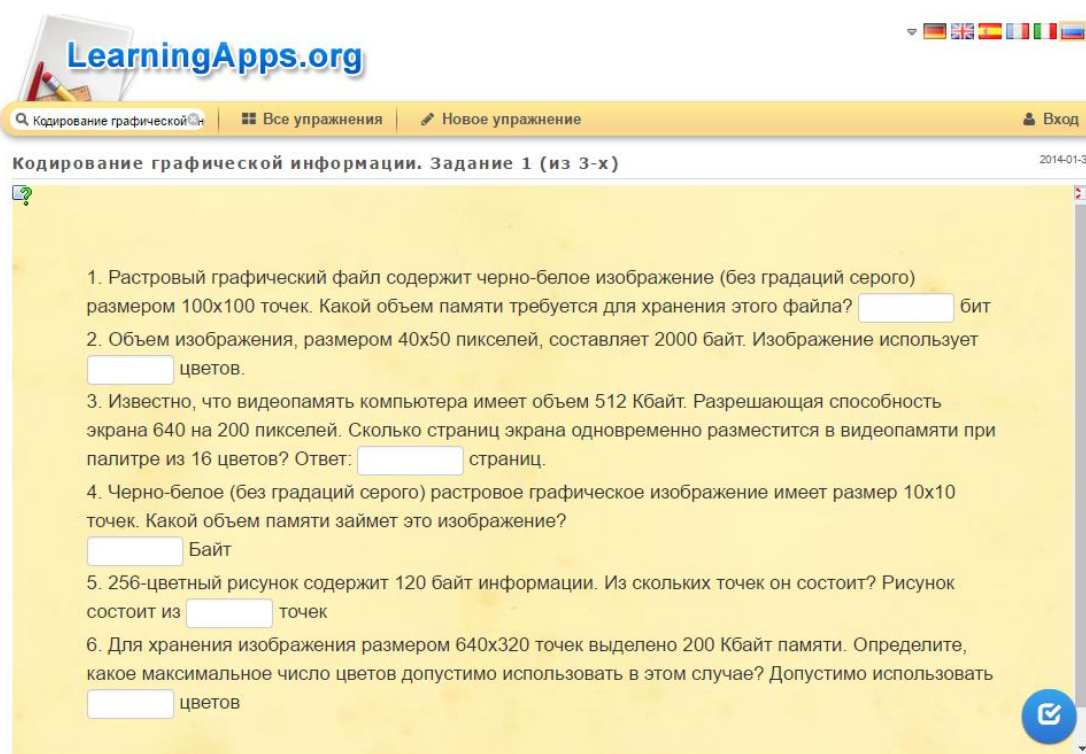 LearningApps.org
Кодирование графической н
Все упражнения
Новое упражнение
Вход
Кодирование графической информации. Задание 1 (из 3-х)
2014-01-3
1. Растровый графический файл содержит черно-белое изображение (без градаций серого)
размером 100x100 точек. Какой объем памяти требуется для хранения этого файла? бит
2. Объем изображения, размером 40x50 пикселей, составляет 2000 байт. Изображение использует
цветов.
3. Известно, что видеопамять компьютера имеет объем 512 Кбайт. Разрешающая способность
экрана 640 на 200 пикселей. Сколько страниц экрана одновременно разместится в видеопамяти при
палитре из 16 цветов? Ответ: страниц.
4. Черно-белое (без градаций серого) растровое графическое изображение имеет размер 10x10
точек. Какой объем памяти займет это изображение?
Байт
5. 256-цветный рисунок содержит 120 байт информации. Из скольких точек он состоит? Рисунок
состоит из точек
6. Для хранения изображения размером 640x320 точек выделено 200 Кбайт памяти. Определите,
какое максимальное число цветов допустимо использовать в этом случае? Допустимо использовать
цветов